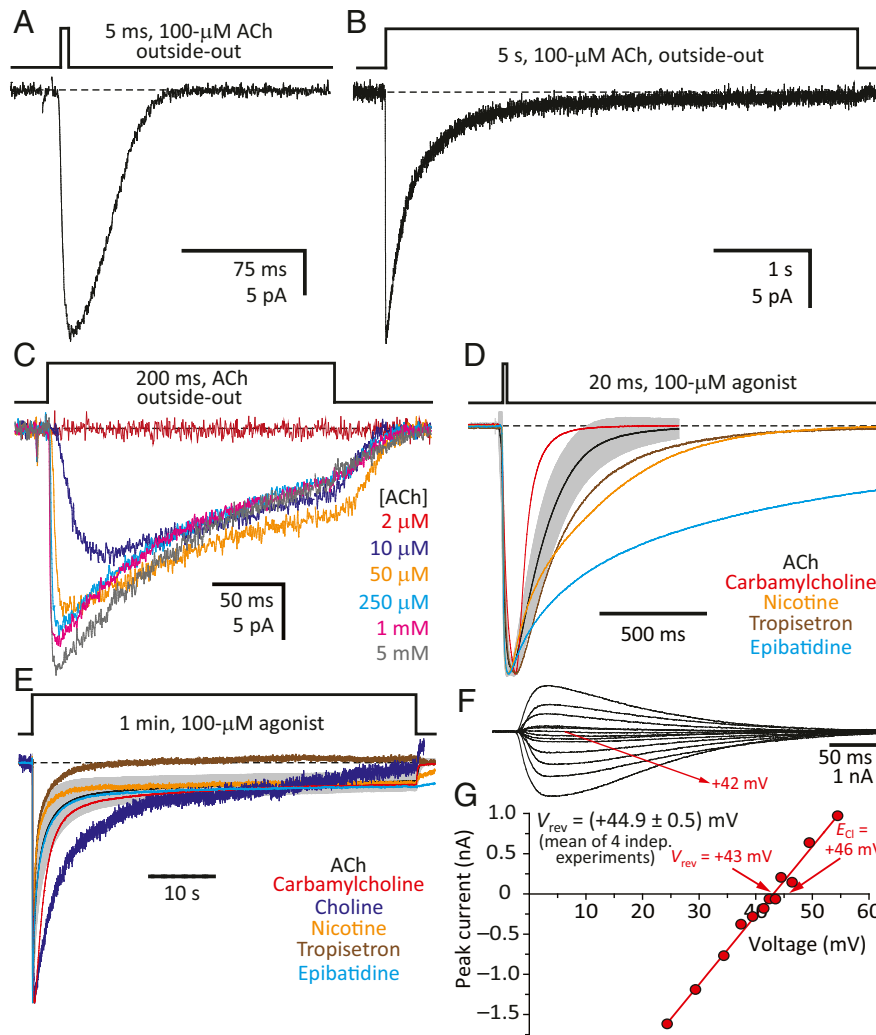 A
5 ms, 100-μM ACh
outside-out
75 ms
5 pA
B
5 s, 100-μM ACh, outside-out
1 s
5 pA
C
200 ms, ACh
outside-out
[ACh]
2 μM
10 μM
50 μM
250 μM
1 mM
5 mM
50 ms
5 pA
D
20 ms, 100-μM agonist
ACh
Carbamylcholine
Nicotine
Tropisetron
Epibatidine
500 ms
E
1 min, 100-μM agonist
10 s
ACh
Carbamylcholine
Choline
Nicotine
Tropisetron
Epibatidine
F
+42 mV
50 ms
1 nA
G
Vrev = (+44.9 ± 0.5) mV
(mean of 4 indep.
experiments)
Vrev = +43 mV
ECl =
+46 mV
Peak current (nA)
1.0
0.5
0
−0.5
−1.0
−1.5
10 20 30 40 50 60
Voltage (mV)